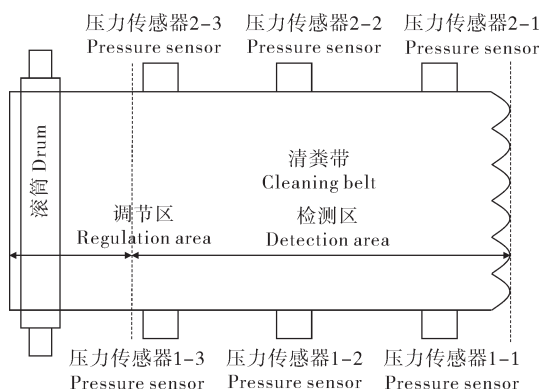 压力传感器2-3 压力传感器2-2 压力传感器2-1
Pressure sensor Pressure sensor Pressure sensor
滚筒 Drum
清粪带
Cleaning belt
调节区 检测区
Regulation area Detection area
压力传感器1-3 压力传感器1-2 压力传感器1-1
Pressure sensor Pressure sensor Pressure sensor